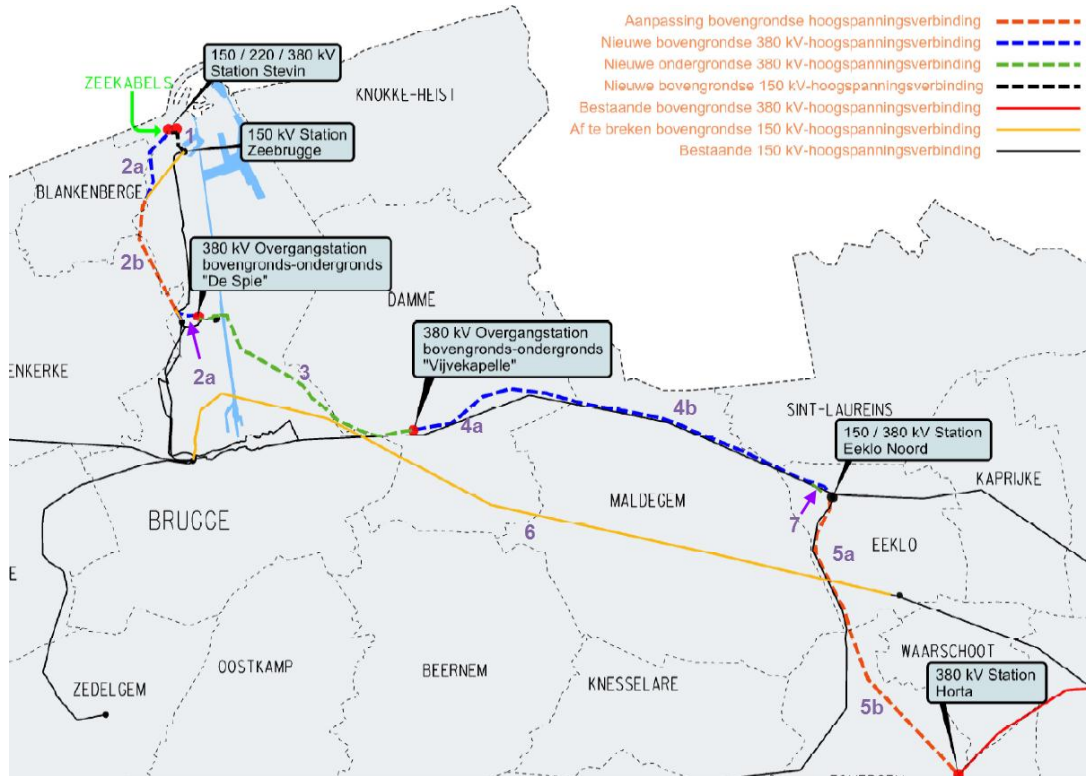 Aanpassing bovengrondse hoogspanningsverbinding
Nieuwe bovengrondse 380 kV-hoogspanningsverbinding
Nieuwe ondergrondse 380 kV-hoogspanningsverbinding
Nieuwe bovengrondse 150 kV-hoogspanningsverbinding
Bestaande bovengrondse 380 kV-hoogspanningsverbinding
Af te breken bovengrondse 150 kV-hoogspanningsverbinding
Bestaande 150 kV-hoogspanningsverbinding
150 / 220 / 380 kV
Station Stevin
ZEEKABELS
KNOKKE-HEIST
1
150 kV Station
Zeebrugge
2a
BLANKENBERGE
2b
380 kV Overgangstation
bovengronds-ondergronds
"De Spie"
DAMME
380 kV Overgangstation
bovengronds-ondergronds
"Vijvekapelle"
ENKERKE
2a
3
4a
4b
SINT-LAUREINS
150 / 380 kV Station
Eeklo Noord
KAPRIJKE
MALDEGEM
7
BRUGGE
6
5a
EEKLO
WAARSCHOOT
OOSTKAMP
BEERNEM
KNESSELARE
380 kV Station
Horta
ZEDELGEM
5b